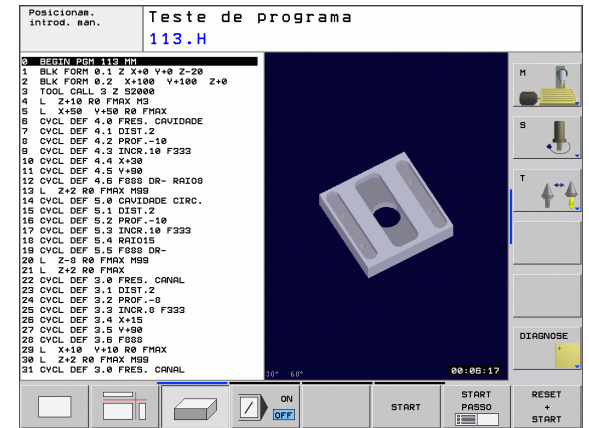 Posicionam.
introd. man.
Teste de programa
113.H
0 BEGIN PGM 113 MM
1 BLK FORM 0.1 Z X+0 Y+0 Z-20
2 BLK FORM 0.2 X+100 Y+100 Z+0
3 TOOL CALL 3 Z S2000
4 L Z+10 R0 FMAX M3
5 L X+50 Y+50 R0 FMAX
6 CYCL DEF 4.0 FRES. CAVIDADE
7 CYCL DEF 4.1 DIST.2
8 CYCL DEF 4.2 PROF.-10
9 CYCL DEF 4.3 INCR.10 F333
10 CYCL DEF 4.4 X+30
11 CYCL DEF 4.5 Y+90
12 CYCL DEF 4.6 F888 DR- RAIO8
13 L Z+2 R0 FMAX M99
14 CYCL DEF 5.0 CAVIDADE CIRC.
15 CYCL DEF 5.1 DIST.2
16 CYCL DEF 5.2 PROF.-10
17 CYCL DEF 5.3 INCR.10 F333
18 CYCL DEF 5.4 RAIO15
19 CYCL DEF 5.5 F888 DR-
20 L Z-8 R0 FMAX M99
21 L Z+2 R0 FMAX
22 CYCL DEF 3.0 FRES. CANAL
23 CYCL DEF 3.1 DIST.2
24 CYCL DEF 3.2 PROF.-8
25 CYCL DEF 3.3 INCR.8 F333
26 CYCL DEF 3.4 X+15
27 CYCL DEF 3.5 Y+90
28 CYCL DEF 3.6 F888
29 L X+10 Y+10 R0 FMAX
30 L Z+2 R0 FMAX M99
31 CYCL DEF 3.0 FRES. CANAL
30° 60°
00:06:17
M
S
T
DIAGNOSE
ON
OFF
START
START
PASSO
RESET
+
START